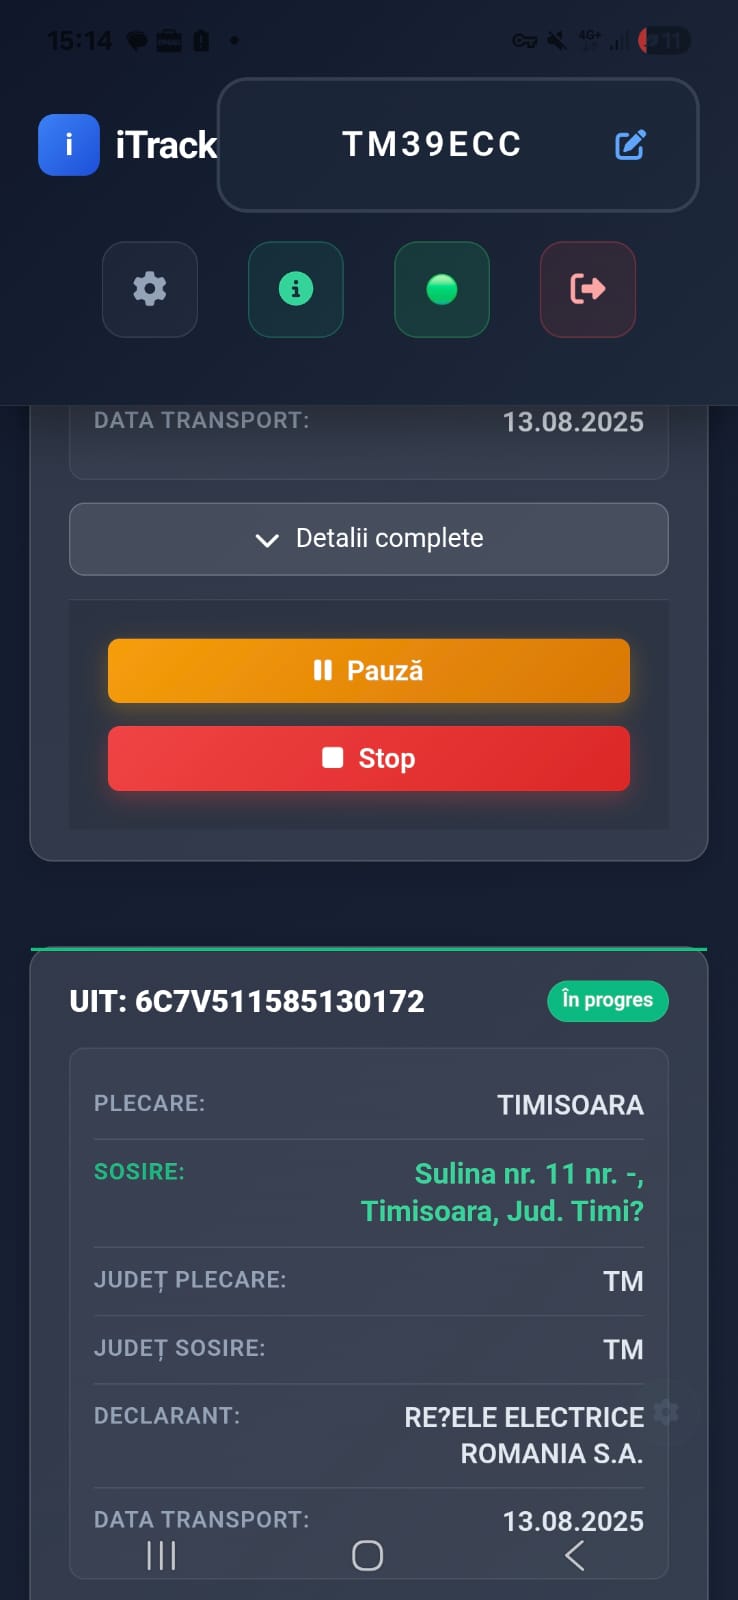 15:14
4G+
11
i
iTrack
TM39ECC
DATA TRANSPORT:
13.08.2025
Detalii complete
Pauză
Stop
UIT: 6C7V511585130172
În progres
PLECARE:
TIMISOARA
SOSIRE:
Sulina nr. 11 nr. -,
Timisoara, Jud. Timi?
JUDEȚ PLECARE:
TM
JUDEȚ SOSIRE:
TM
DECLARANT:
RE?ELE ELECTRICE
ROMANIA S.A.
DATA TRANSPORT:
13.08.2025